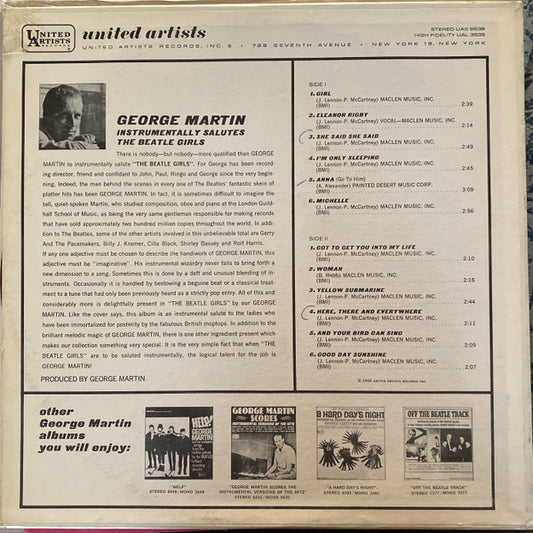 UNITED
ARTISTS
RECORDS
united artists
UNITED ARTISTS RECORDS, INC. • 729 SEVENTH AVENUE • NEW YORK 19, NEW YORK
STEREO UAS 6539
HIGH FIDELITY UAL 3539
GEORGE MARTIN
INSTRUMENTALLY SALUTES
THE BEATLE GIRLS
There is nobody—but nobody—more qualified than GEORGE
MARTIN to instrumentally salute "THE BEATLE GIRLS". For George has been record-
ing director, friend and confidant to John, Paul, Ringo and George since the very begin-
ning. Indeed, the man behind the scenes in every one of The Beatles' fantastic skein of
platter hits has been GEORGE MARTIN. In fact, it is sometimes difficult to imagine the
tall, quiet-spoken Martin, who studied composition, oboe and piano at the London Guild-
hall School of Music, as being the very same gentleman responsible for making records
that have sold approximately two hundred million copies throughout the world. In addi-
tion to The Beatles, some of the other artists involved in this unbelievable total are Gerry
And The Pacemakers, Billy J. Kramer, Cilla Black, Shirley Bassey and Rolf Harris.
If any one adjective must be chosen to describe the handiwork of GEORGE MARTIN, this
adjective must be "imaginative". His instrumental wizardry never fails to bring forth a
new dimension to a song. Sometimes this is done by a deft and unusual blending of in-
struments. Occasionally it is handled by bestowing a beguine beat or a classical treat-
ment to a tune that had only been previously heard as a strictly pop entry. All of this and
considerably more is delightfully present in "THE BEATLE GIRLS" by our GEORGE
MARTIN. Like the cover says, this album is an instrumental salute to the ladies who
have been immortalized for posterity by the fabulous British moptops. In addition to the
brilliant melodic magic of GEORGE MARTIN, there is one other ingredient present which
makes our collection something very special. It is the very simple fact that when "THE
BEATLE GIRLS" are to be saluted instrumentally, the logical talent for the job is
GEORGE MARTIN!
PRODUCED BY GEORGE MARTIN
SIDE I
1. GIRL
(J. Lennon-P. McCartney) MACLEN MUSIC, INC.
(BMI) 2:39
2. ELEANOR RIGBY
(J. Lennon-P. McCartney) VOCAL—MACLEN MUSIC, INC.
(BMI) 2:14
3. SHE SAID SHE SAID
(J. Lennon-P. McCartney) MACLEN MUSIC, INC.
(BMI) 2:49
4. I'M ONLY SLEEPING
(J. Lennon-P. McCartney) MACLEN MUSIC, INC.
(BMI) 2:45
5. ANNA (Go To Him)
(A. Alexander) PAINTED DESERT MUSIC CORP.
(BMI) 3:09
6. MICHELLE
(J. Lennon-P. McCartney) MACLEN MUSIC, INC.
(BMI) 2:56
SIDE II
1. GOT TO GET YOU INTO MY LIFE
(J. Lennon-P. McCartney) MACLEN MUSIC, INC.
(BMI) 2:10
2. WOMAN
(B. Webb) MACLEN MUSIC, INC.
(BMI) 2:10
3. YELLOW SUBMARINE
(J. Lennon-P. McCartney) MACLEN MUSIC, INC.
(BMI) 2:44
4. HERE, THERE AND EVERYWHERE
(J. Lennon-P. McCartney) MACLEN MUSIC, INC.
(BMI) 2:11
5. AND YOUR BIRD CAN SING
(J. Lennon-P. McCartney) MACLEN MUSIC, INC.
(BMI) 2:09
6. GOOD DAY SUNSHINE
(J. Lennon-P. McCartney) MACLEN MUSIC, INC.
(BMI) 2:07
© 1966 UNITED ARTISTS RECORDS INC.
other
George Martin
albums
you will enjoy:
HELP!
GEORGE
MARTIN
GEORGE MARTIN
SCORES
INSTRUMENTAL VERSIONS OF THE HITS
A HARD DAY'S NIGHT
OFF THE BEATLE TRACK
"HELP"
STEREO 6448/MONO 3448
"GEORGE MARTIN SCORES THE
INSTRUMENTAL VERSIONS OF THE HITS"
STEREO 6420/MONO 3420
"A HARD DAY'S NIGHT"
STEREO 6383/MONO 3383
"OFF THE BEATLE TRACK"
STEREO 5377/MONO 5377